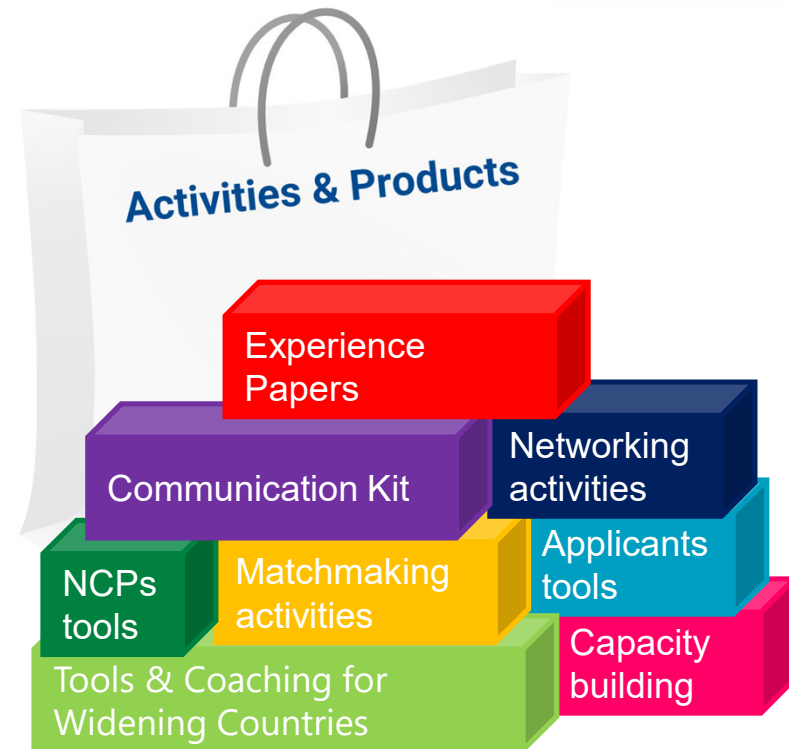 Activities & Products
Experience
Papers
Communication Kit
Networking
activities
NCPs
tools
Matchmaking
activities
Applicants
tools
Tools & Coaching for
Widening Countries
Capacity
building